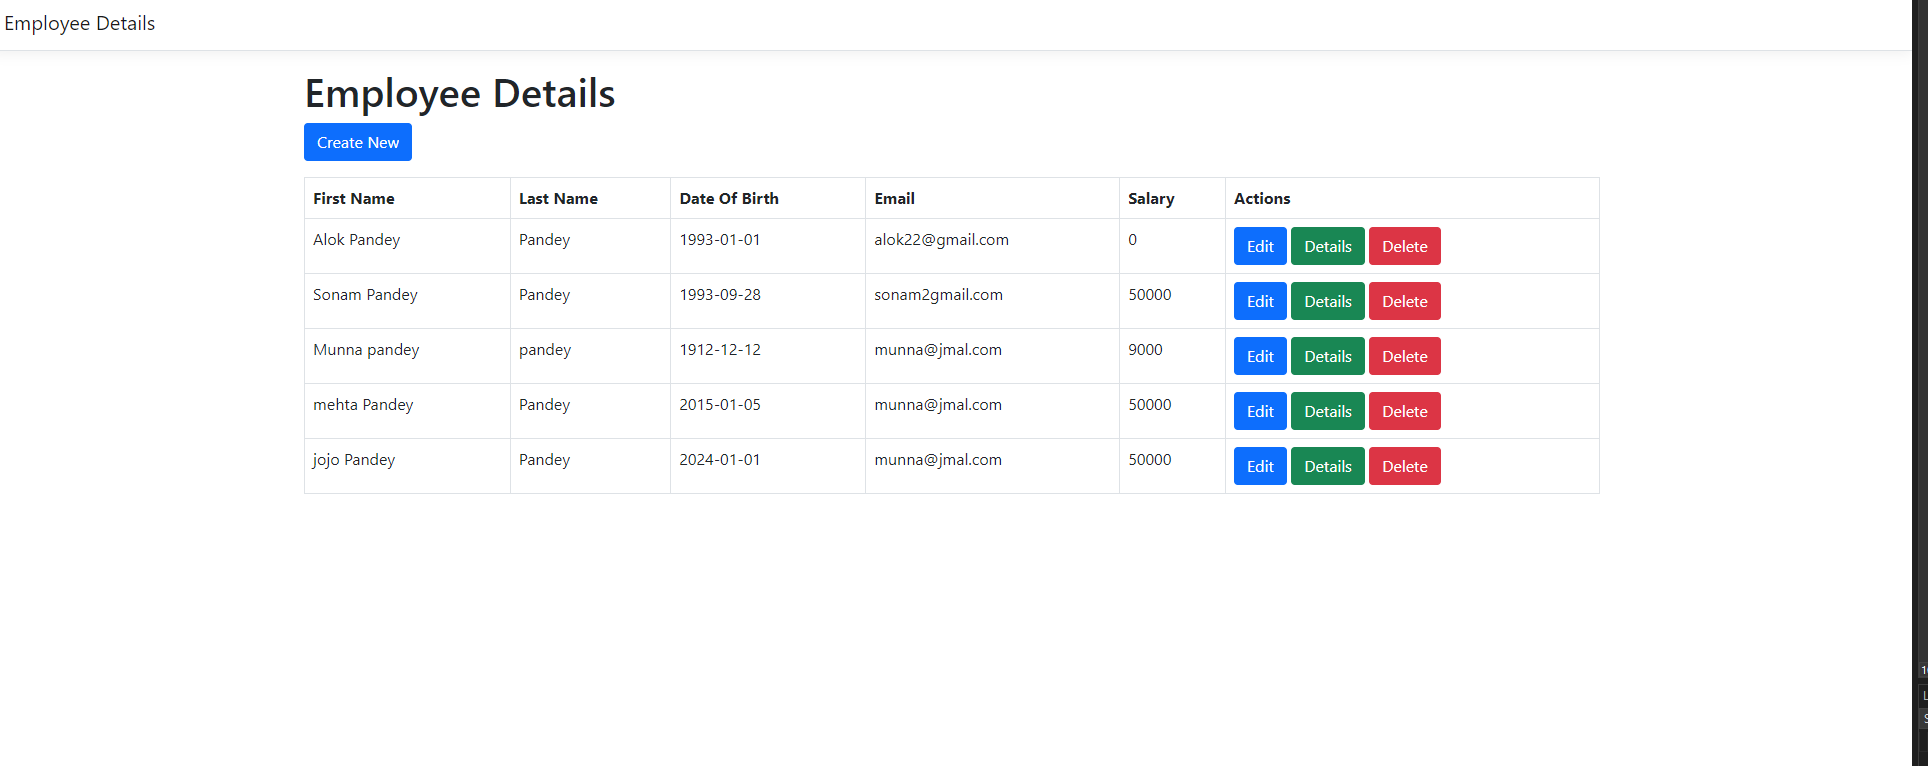 Employee Details
Employee Details
Create New
First Name Last Name Date Of Birth Email Salary Actions
Alok Pandey Pandey 1993-01-01 alok22@gmail.com 0 Edit Details Delete
Sonam Pandey Pandey 1993-09-28 sonam2gmail.com 50000 Edit Details Delete
Munna pandey pandey 1912-12-12 munna@jmal.com 9000 Edit Details Delete
mehta Pandey Pandey 2015-01-05 munna@jmal.com 50000 Edit Details Delete
jojo Pandey Pandey 2024-01-01 munna@jmal.com 50000 Edit Details Delete